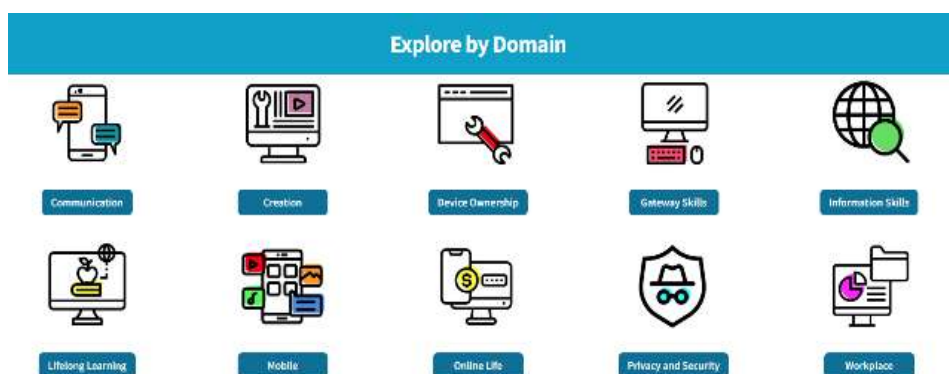 Explore by Domain
Communication
Creation
Device Ownership
Gateway Skills
Information Skills
Lifelong Learning
Mobile
Online Life
Privacy and Security
Workplace